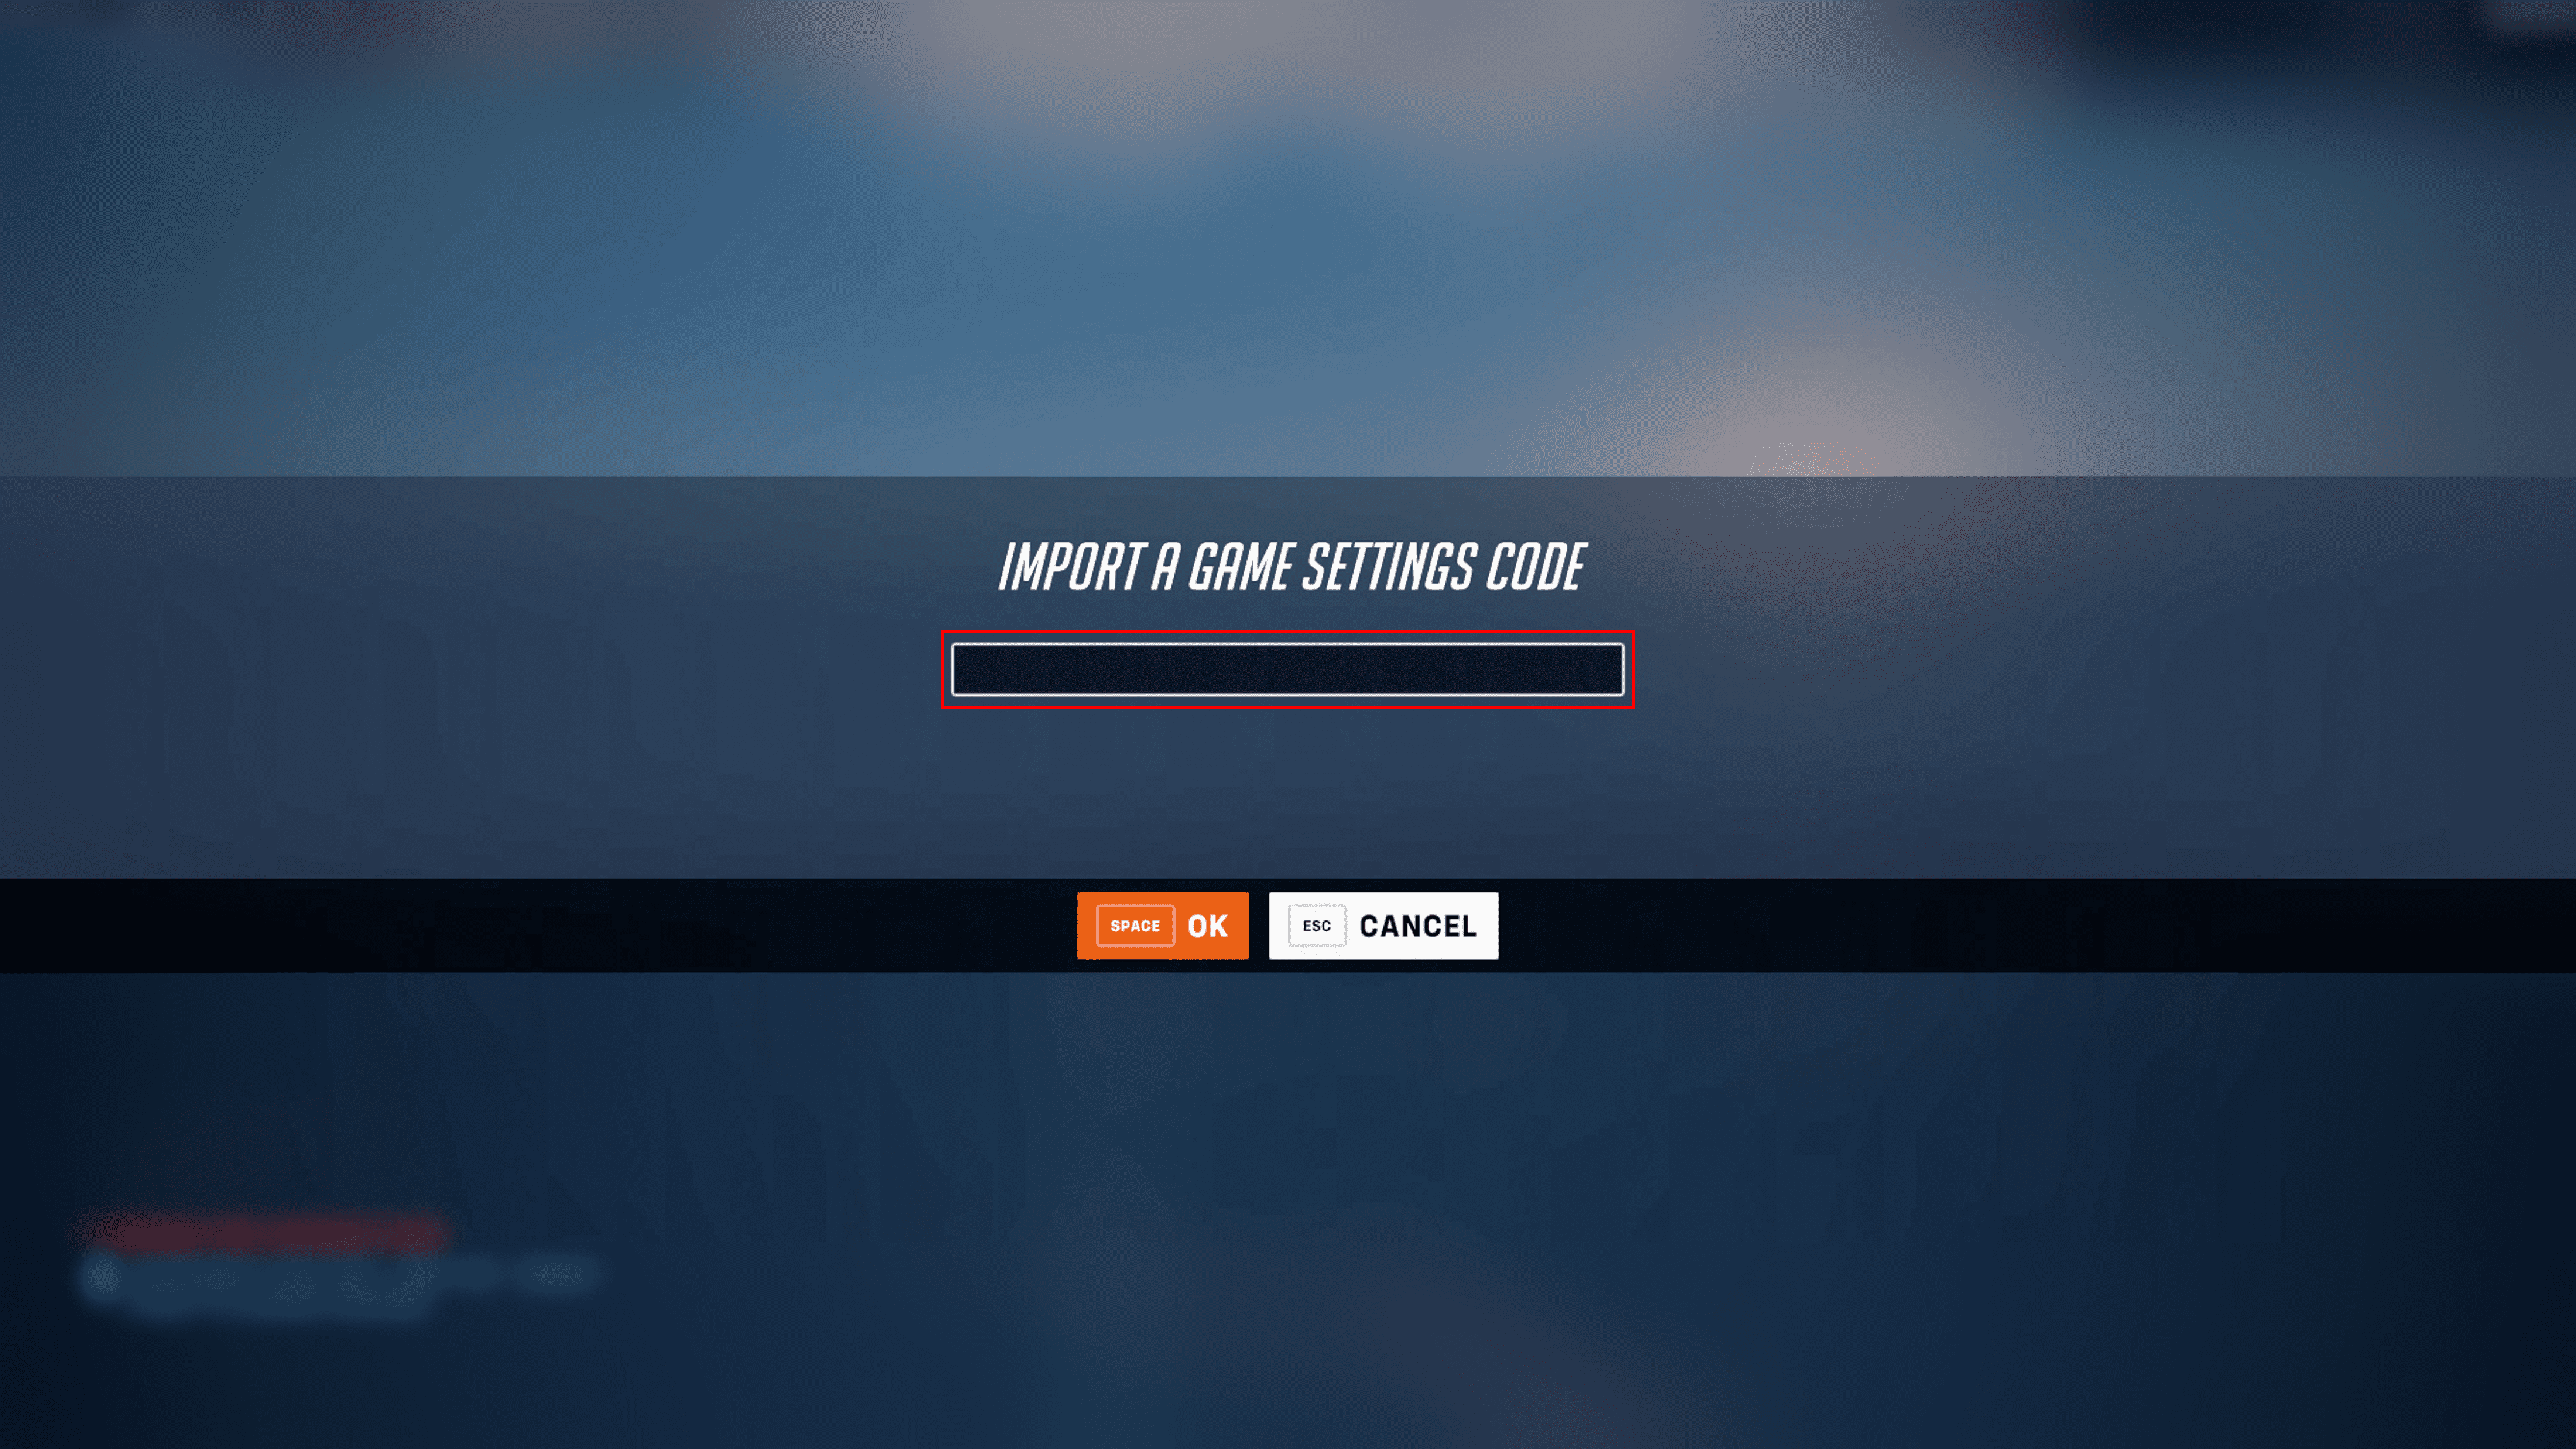 IMPORT A GAME SETTINGS CODE
SPACE OK ESC CANCEL